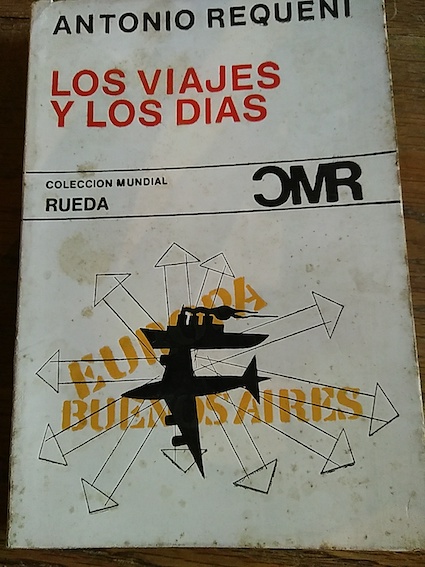 ANTONIO REQUENI
LOS VIAJES
Y LOS DIAS
COLECCION MUNDIAL
RUEDA
CMR
EUROPA
BUENOS AIRES